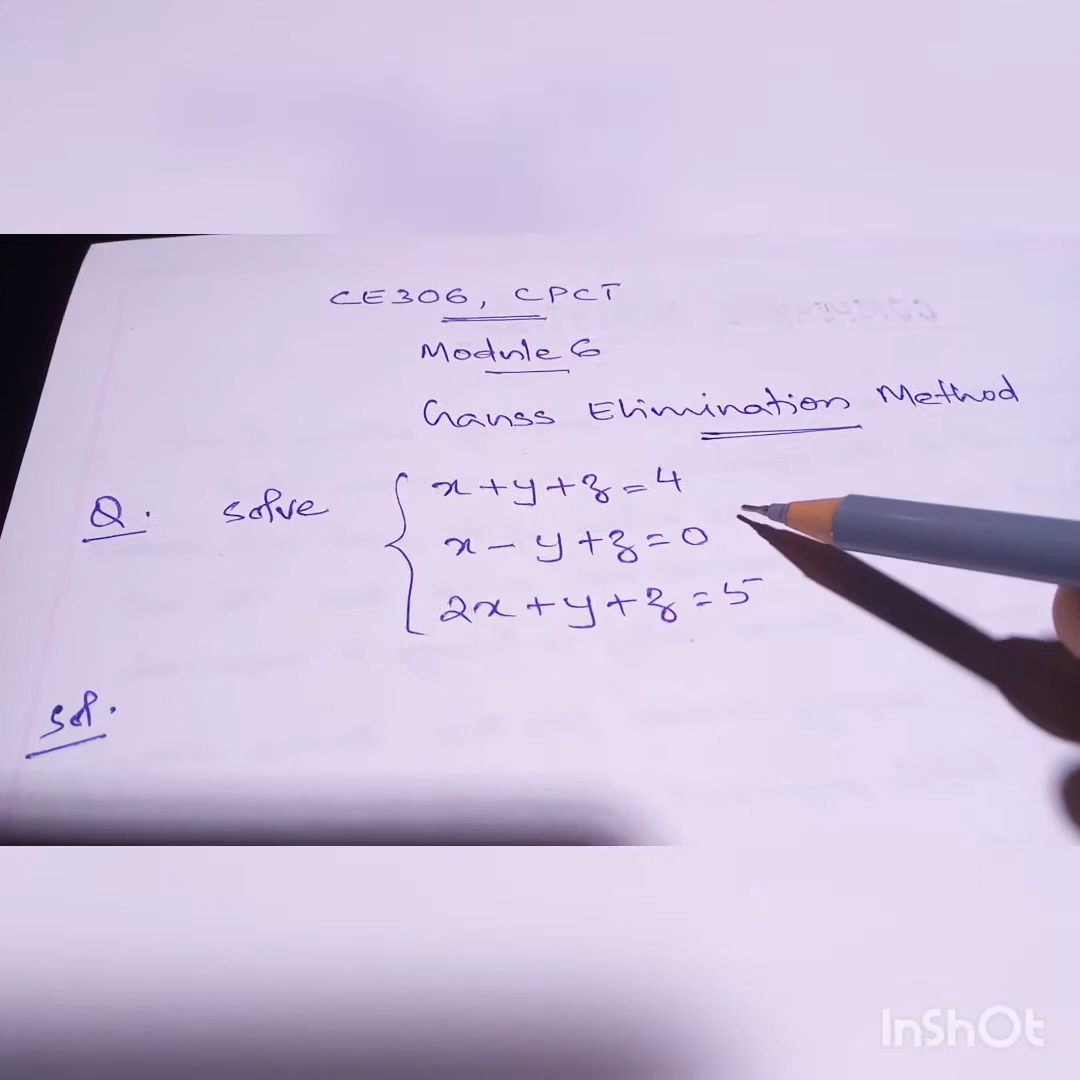 CE306, CPCT
Module 6
Gauss Elimination Method
Q. solve { x+y+z=4
x-y+z=0
2x+y+z=5
sol.
InShOt